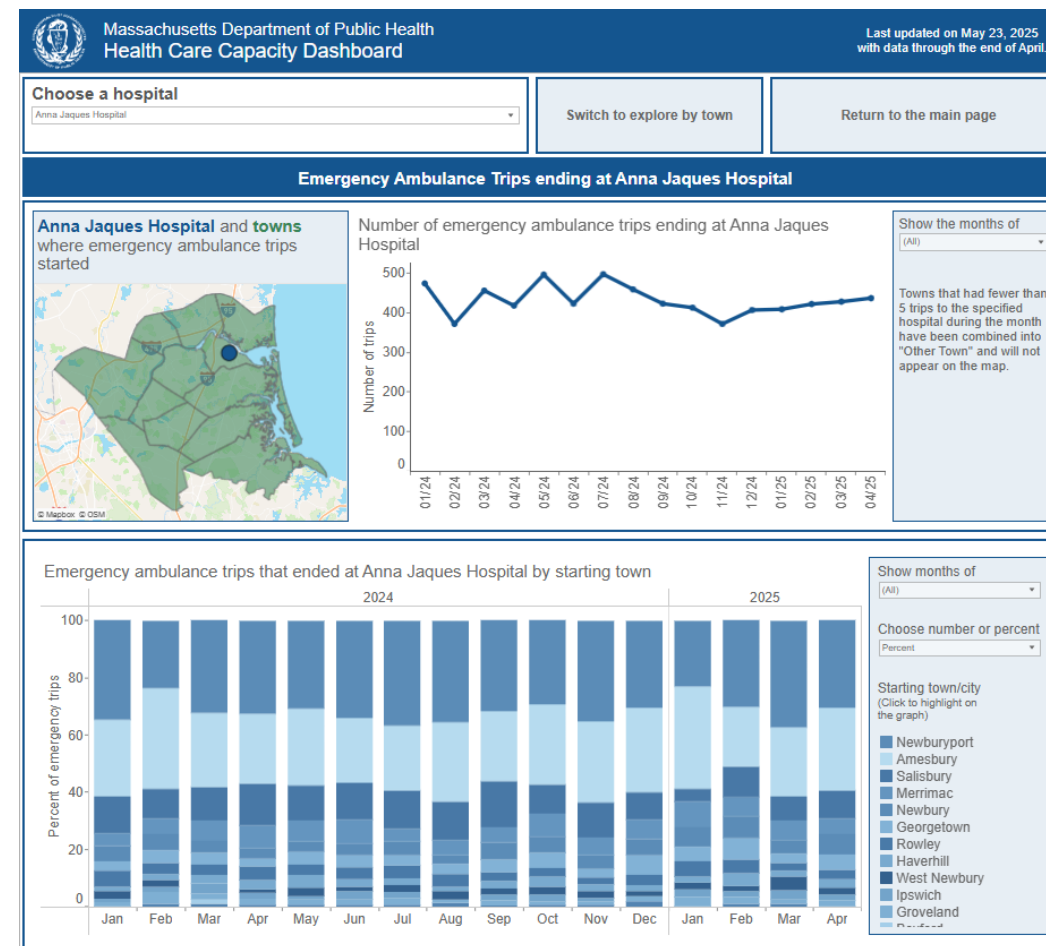 Massachusetts Department of Public Health
Health Care Capacity Dashboard
Last updated on May 23, 2025
with data through the end of April.
Choose a hospital
Anna Jaques Hospital
Switch to explore by town
Return to the main page
Emergency Ambulance Trips ending at Anna Jaques Hospital
Anna Jaques Hospital and towns
where emergency ambulance trips
started
© Mapbox © OSM
Number of emergency ambulance trips ending at Anna Jaques
Hospital
Number of trips
500
400
300
200
100
0
01/24
02/24
03/24
04/24
05/24
06/24
07/24
08/24
09/24
10/24
11/24
12/24
01/25
02/25
03/25
04/25
Show the months of
(All)
Towns that had fewer than
5 trips to the specified
hospital during the month
have been combined into
"Other Town" and will not
appear on the map.
Emergency ambulance trips that ended at Anna Jaques Hospital by starting town
2024
2025
Percent of emergency trips
100
80
60
40
20
0
Jan
Feb
Mar
Apr
May
Jun
Jul
Aug
Sep
Oct
Nov
Dec
Jan
Feb
Mar
Apr
Show months of
(All)
Choose number or percent
Percent
Starting town/city
(Click to highlight on
the graph)
Newburyport
Amesbury
Salisbury
Merrimac
Newbury
Georgetown
Rowley
Haverhill
West Newbury
Ipswich
Groveland